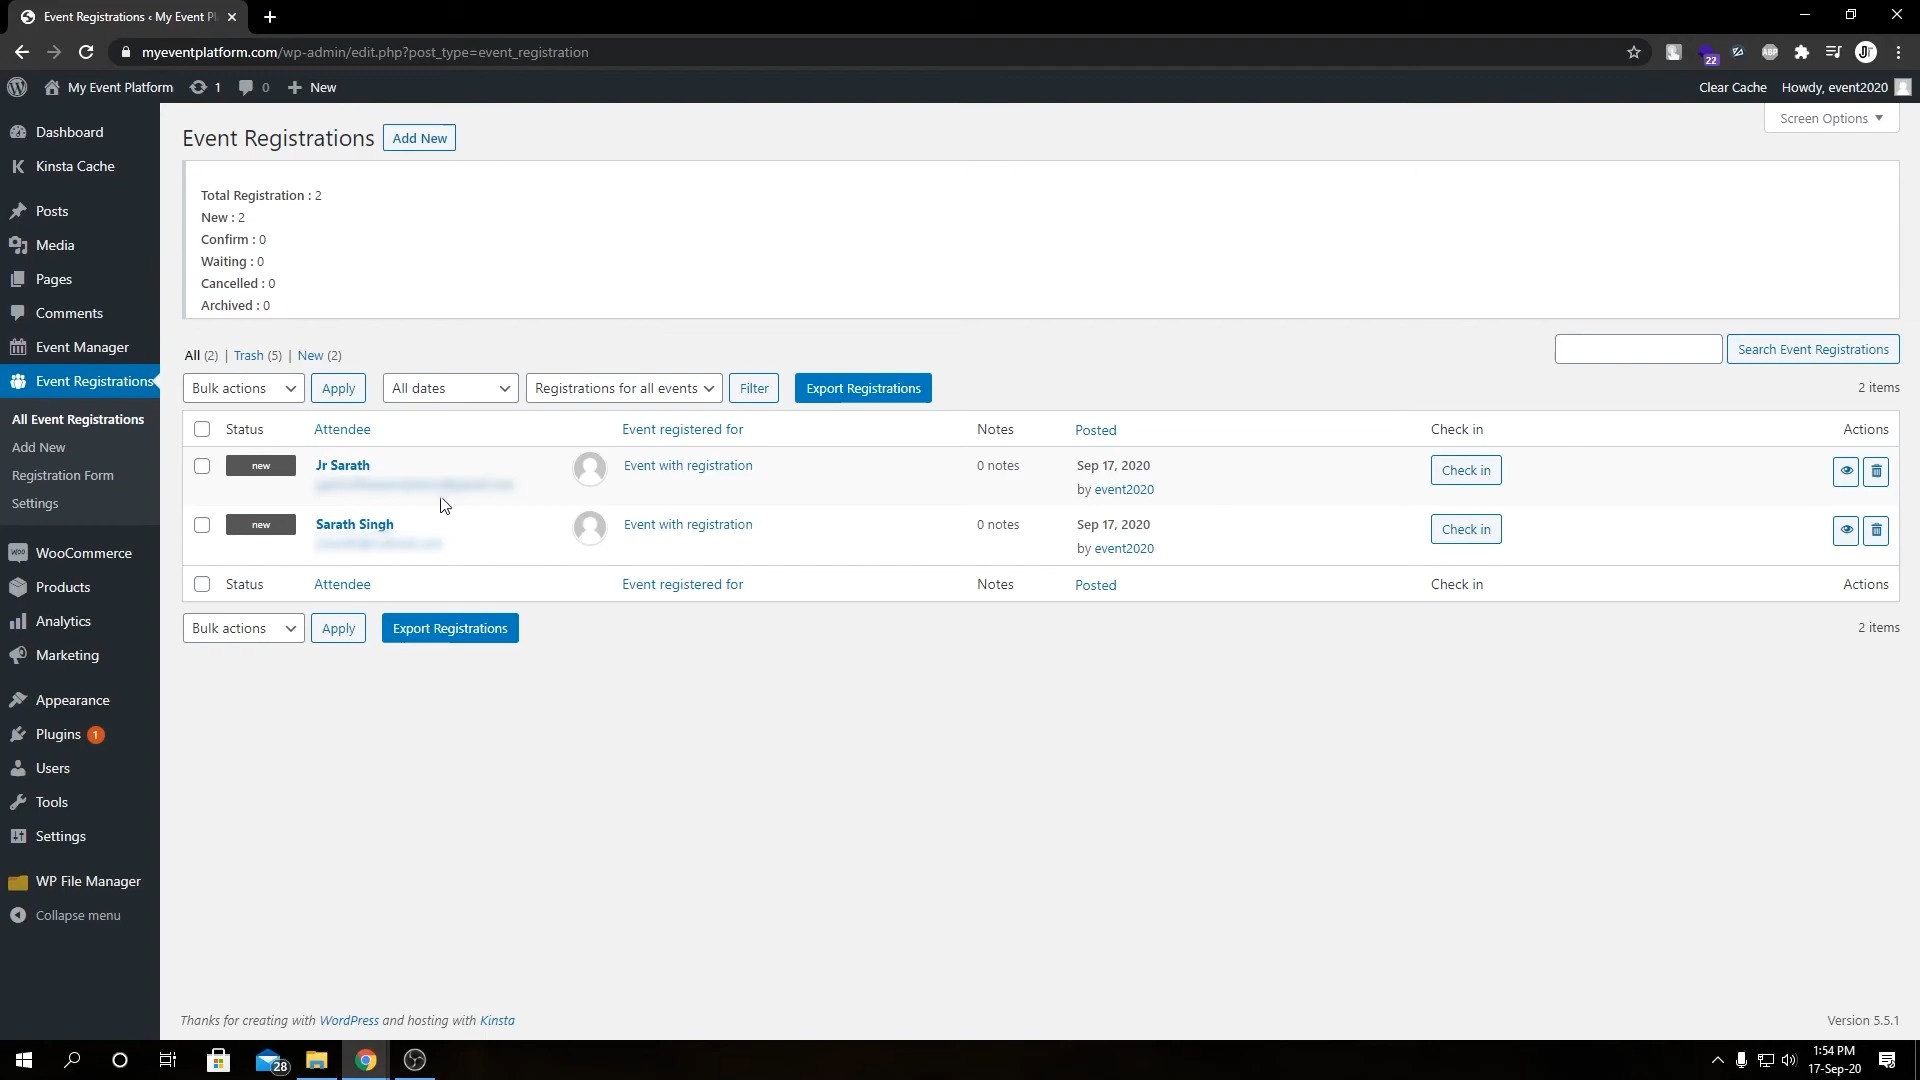 Event Registrations ‹ My Event Pl
myeventplatform.com/wp-admin/edit.php?post_type=event_registration
22
ABP
My Event Platform 1 0 New
Clear Cache Howdy, event2020
Screen Options
Dashboard
Kinsta Cache
Posts
Media
Pages
Comments
Event Manager
Event Registrations
All Event Registrations
Add New
Registration Form
Settings
WooCommerce
Products
Analytics
Marketing
Appearance
Plugins 1
Users
Tools
Settings
WP File Manager
Collapse menu
Event Registrations Add New
Total Registration : 2
New : 2
Confirm : 0
Waiting : 0
Cancelled : 0
Archived : 0
All (2) | Trash (5) | New (2)
Search Event Registrations
Bulk actions Apply All dates Registrations for all events Filter Export Registrations 2 items
Status Attendee Event registered for Notes Posted Check in Actions
new Jr Sarath Event with registration 0 notes Sep 17, 2020 Check in
by event2020
new Sarath Singh Event with registration 0 notes Sep 17, 2020 Check in
by event2020
Status Attendee Event registered for Notes Posted Check in Actions
Bulk actions Apply Export Registrations 2 items
Thanks for creating with WordPress and hosting with Kinsta
Version 5.5.1
28
1:54 PM
17-Sep-20